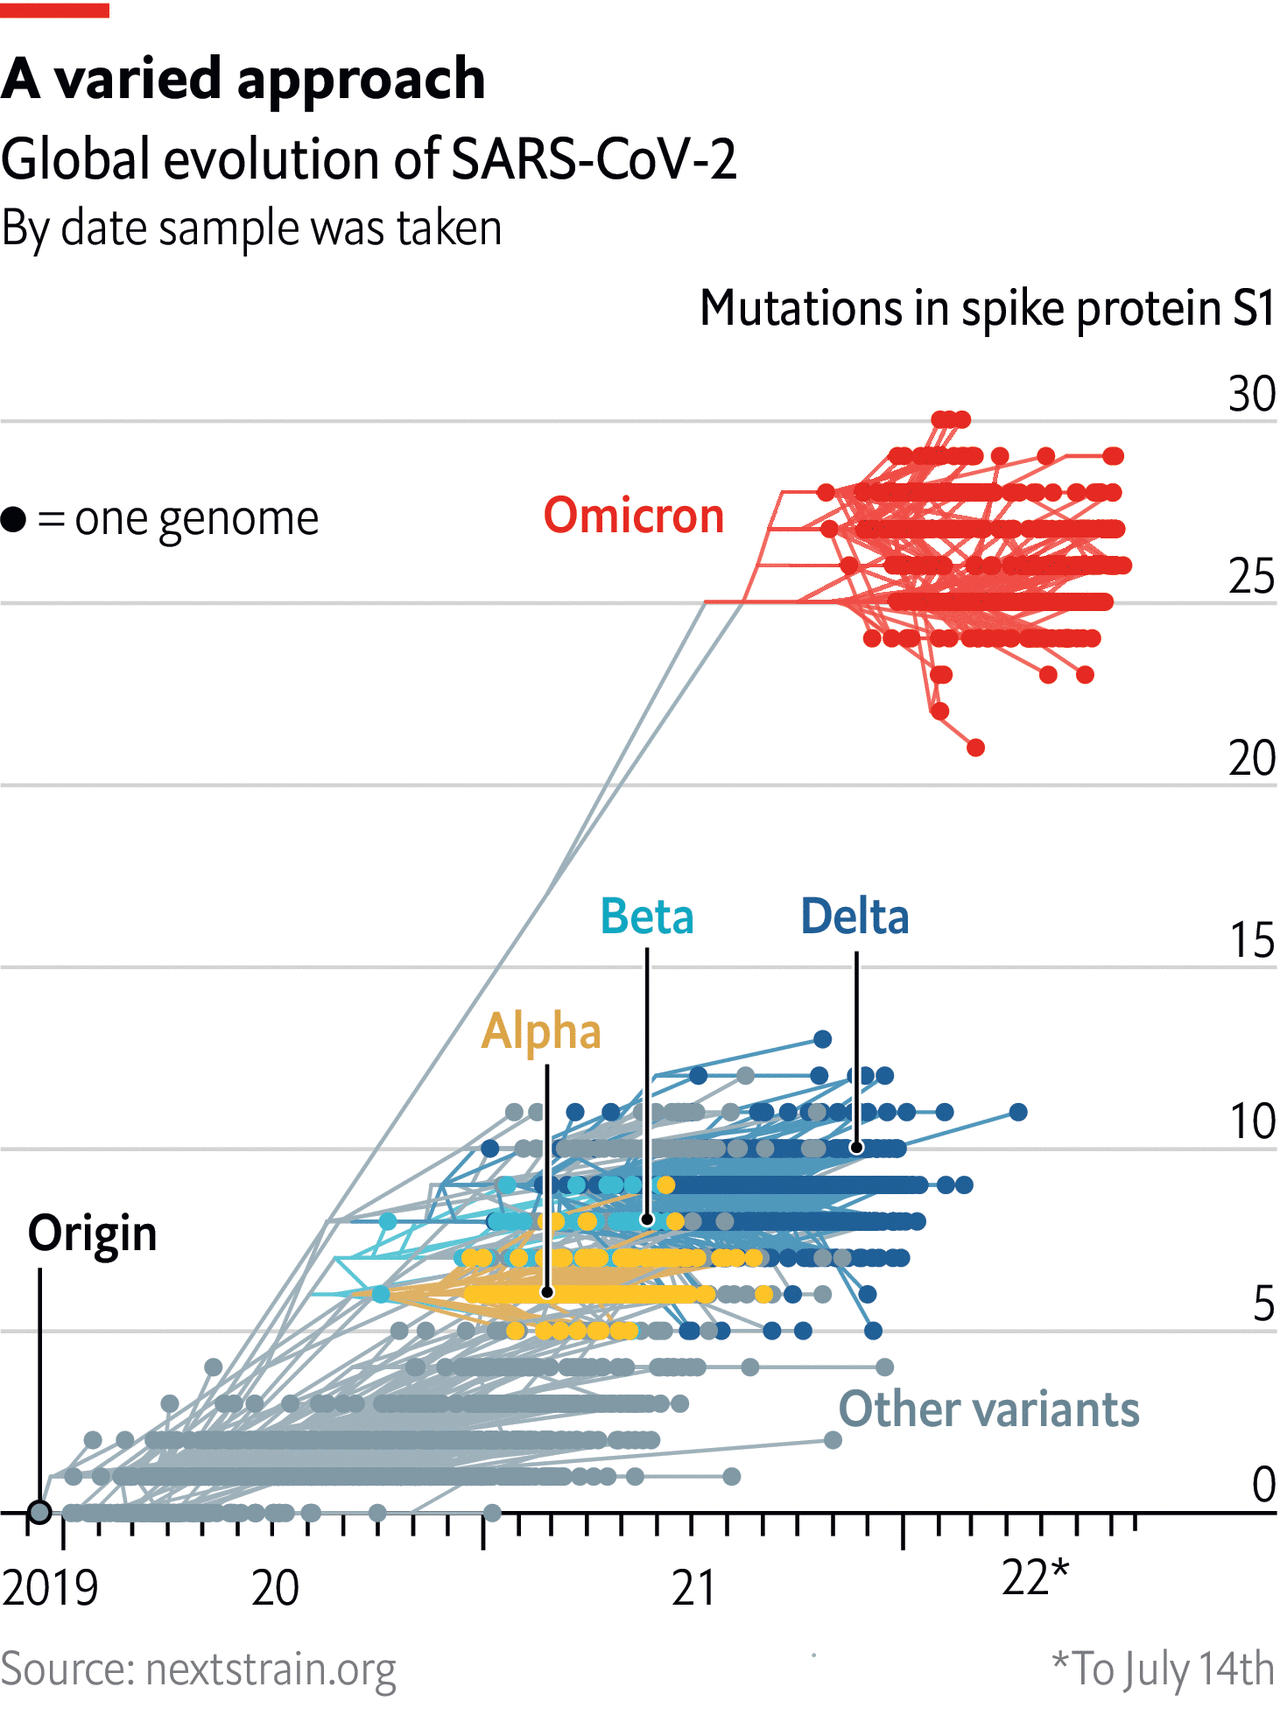 A varied approach
Global evolution of SARS-CoV-2
By date sample was taken
Mutations in spike protein S1
30
Omicron
● = one genome
25
20
Beta
Delta
15
Alpha
10
Origin
5
Other variants
0
2019
20
21
22*
Source: nextstrain.org
*To July 14th